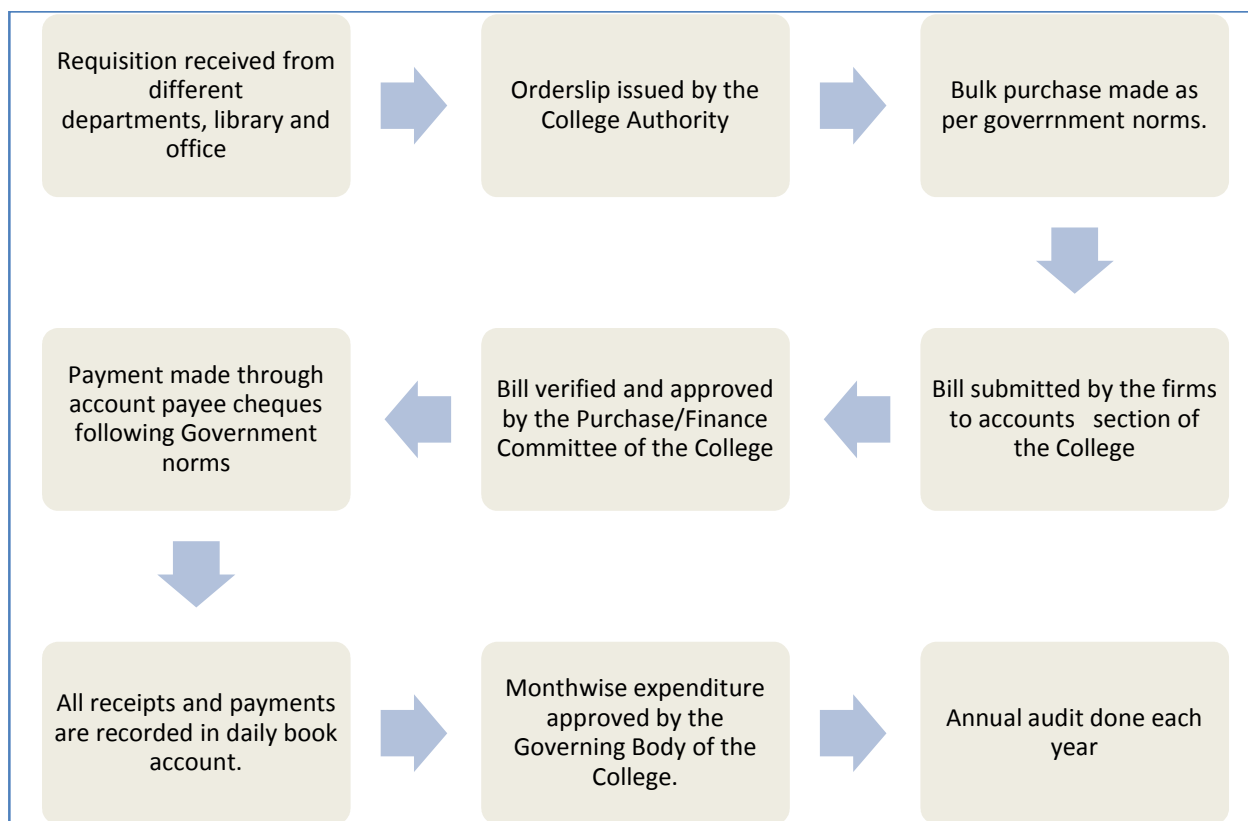 Requisition received from
different
departments, library and
office
Orderslip issued by the
College Authority
Bulk purchase made as
per goverrnment norms.
Bill submitted by the firms
to accounts section of
the College
Bill verified and approved
by the Purchase/Finance
Committee of the College
Payment made through
account payee cheques
following Government
norms
All receipts and payments
are recorded in daily book
account.
Monthwise expenditure
approved by the
Governing Body of the
College.
Annual audit done each
year